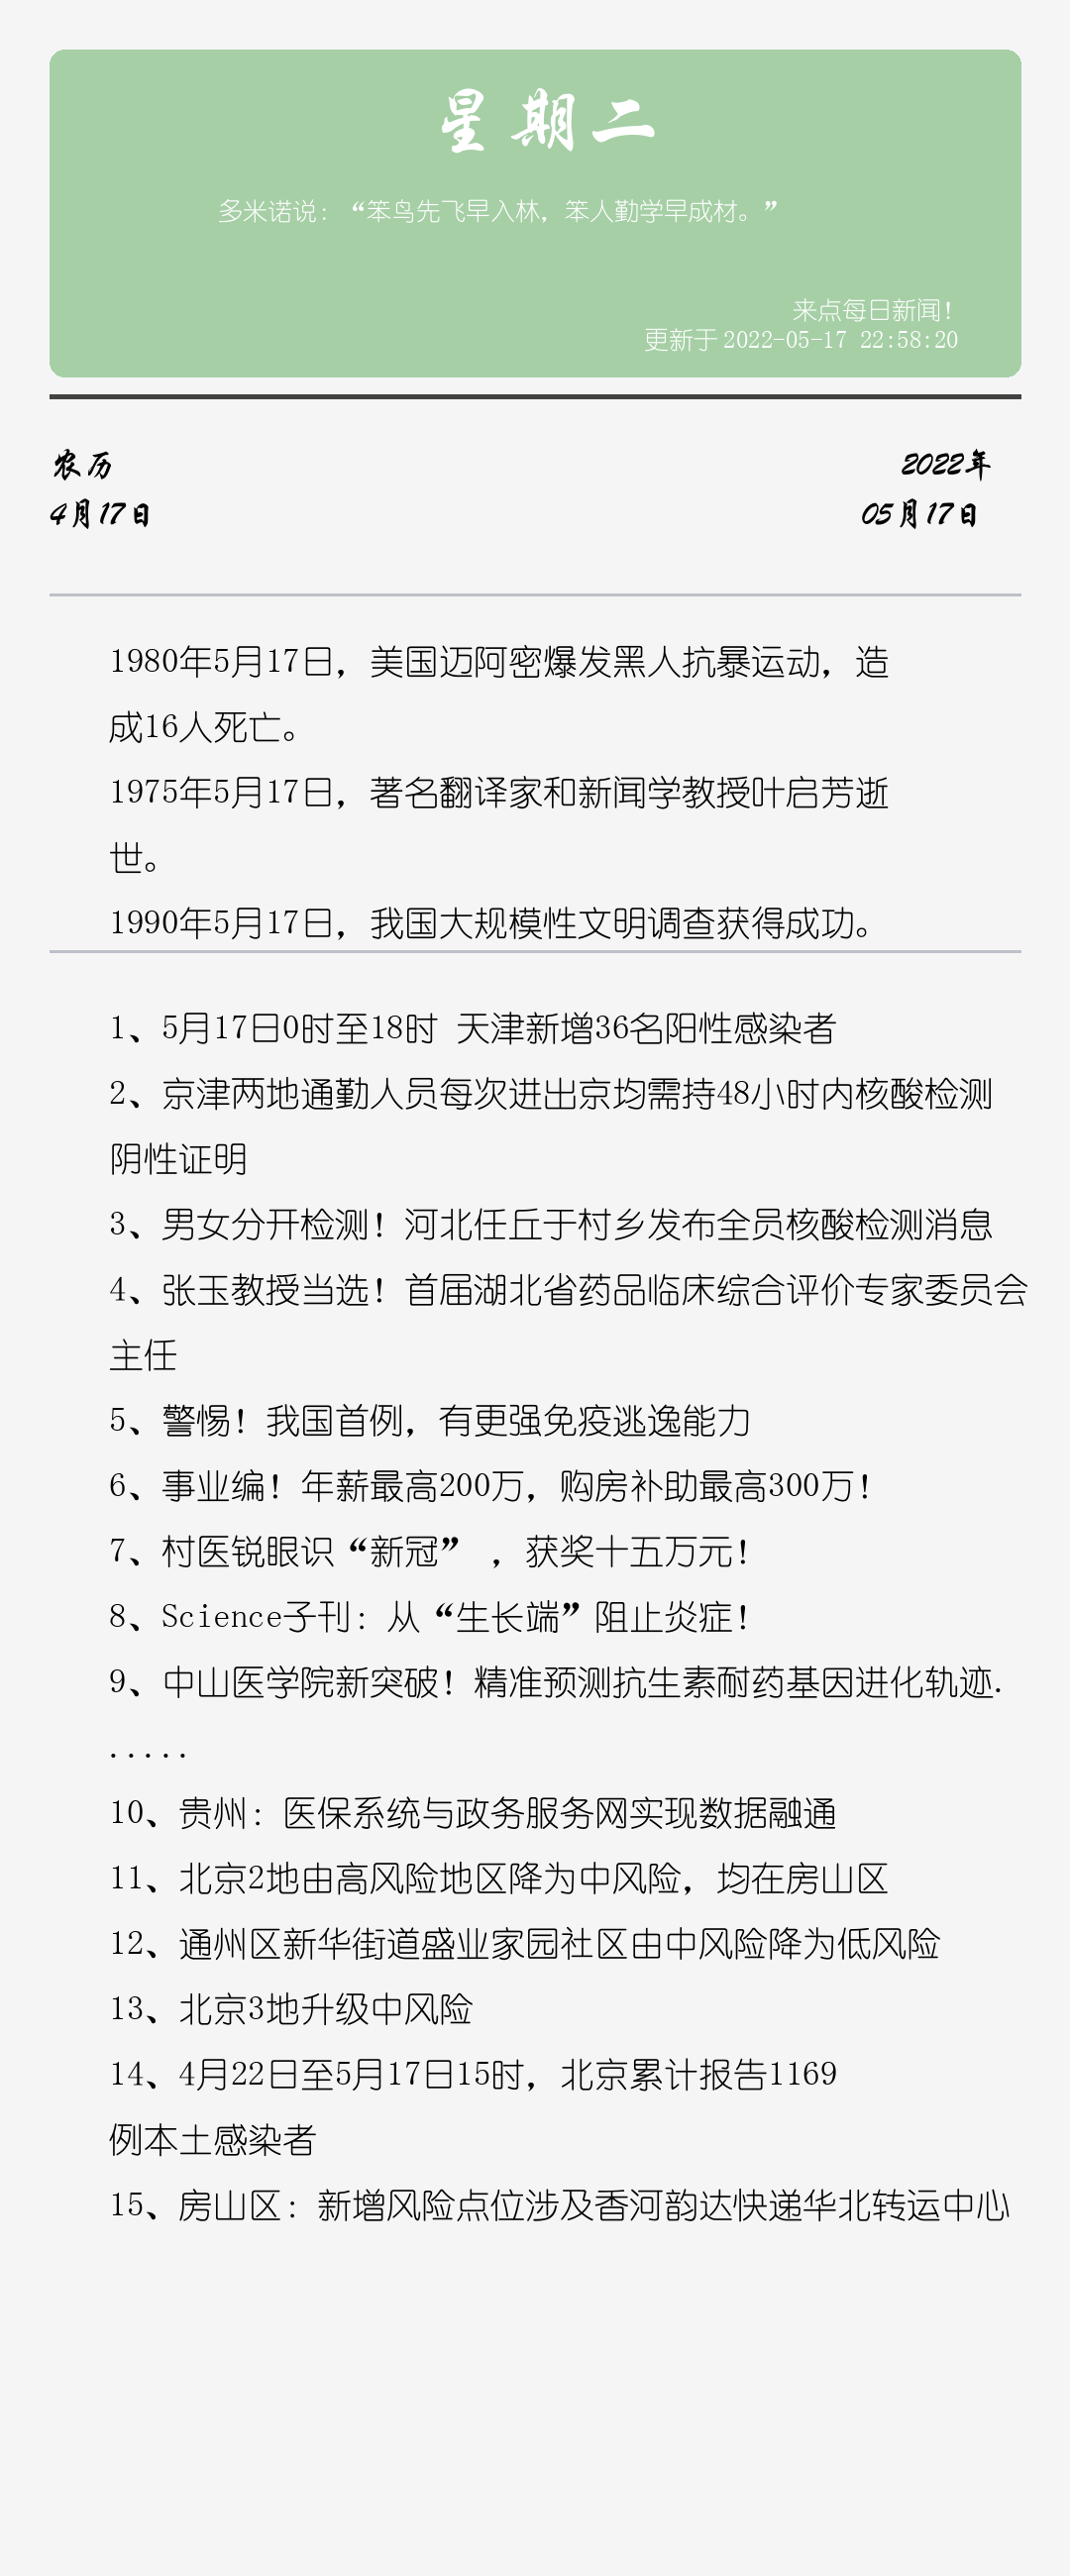 星期二
多米诺说：“笨鸟先飞早入林，笨人勤学早成材。”
来点每日新闻！
更新于 2022-05-17 22:58:20
农历
2022年
4月17日
05月17日
1980年5月17日，美国迈阿密爆发黑人抗暴运动，造
成16人死亡。
1975年5月17日，著名翻译家和新闻学教授叶启芳逝
世。
1990年5月17日，我国大规模性文明调查获得成功。
1、5月17日0时至18时 天津新增36名阳性感染者
2、京津两地通勤人员每次进出京均需持48小时内核酸检测
阴性证明
3、男女分开检测！河北任丘于村乡发布全员核酸检测消息
4、张玉教授当选！首届湖北省药品临床综合评价专家委员会
主任
5、警惕！我国首例，有更强免疫逃逸能力
6、事业编！年薪最高200万，购房补助最高300万！
7、村医锐眼识“新冠” ，获奖十五万元！
8、Science子刊：从“生长端”阻止炎症！
9、中山医学院新突破！精准预测抗生素耐药基因进化轨迹.
.....
10、贵州：医保系统与政务服务网实现数据融通
11、北京2地由高风险地区降为中风险，均在房山区
12、通州区新华街道盛业家园社区由中风险降为低风险
13、北京3地升级中风险
14、4月22日至5月17日15时，北京累计报告1169
例本土感染者
15、房山区：新增风险点位涉及香河韵达快递华北转运中心